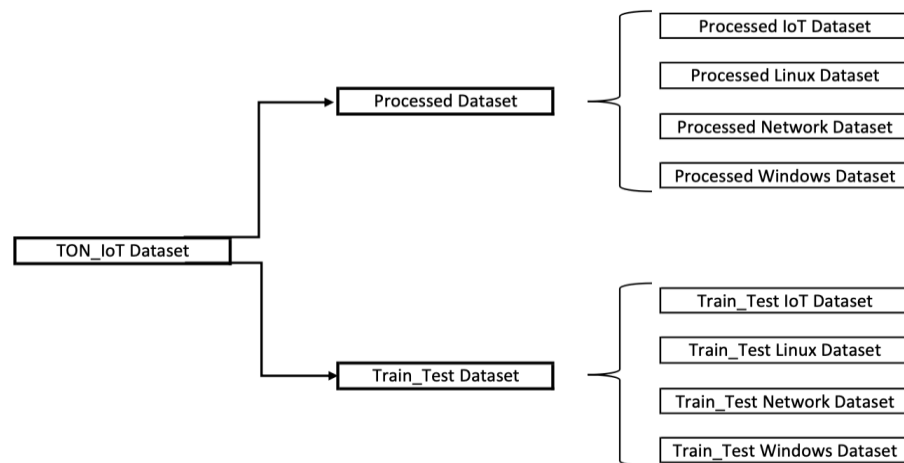 Processed IoT Dataset
Processed Linux Dataset
Processed Dataset
Processed Network Dataset
Processed Windows Dataset
TON_IoT Dataset
Train_Test IoT Dataset
Train_Test Linux Dataset
Train_Test Dataset
Train_Test Network Dataset
Train_Test Windows Dataset